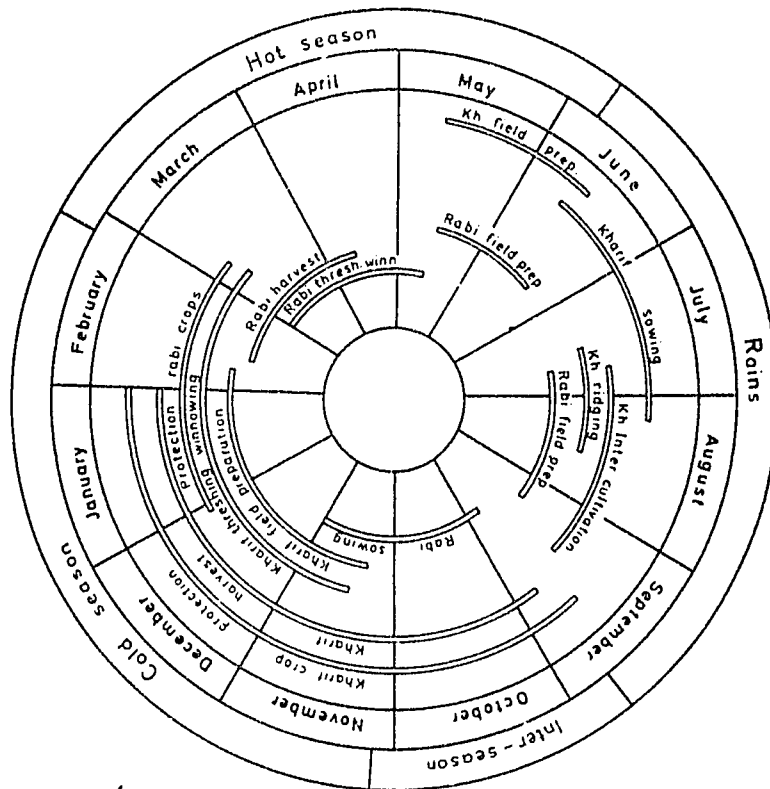 Hot season
Rains
Inter-season
Cold season
April
May
June
July
August
September
October
November
December
January
February
March
Kh field prep.
Rabi field prep
Kharif sowing
Kh ridging
Rabi field prep
Kh Inter cultivation
Rabi sowing
Kharif harvest
Kharif crop protection
Kharif field preparation
Kharif threshing winnowing
Protection rabi crops
Rabi harvest
Rabi thresh. winn